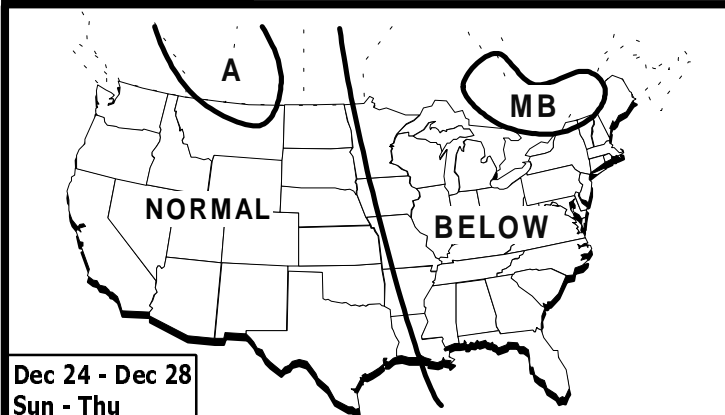 A
MB
NORMAL
BELOW
Dec 24 - Dec 28
Sun - Thu